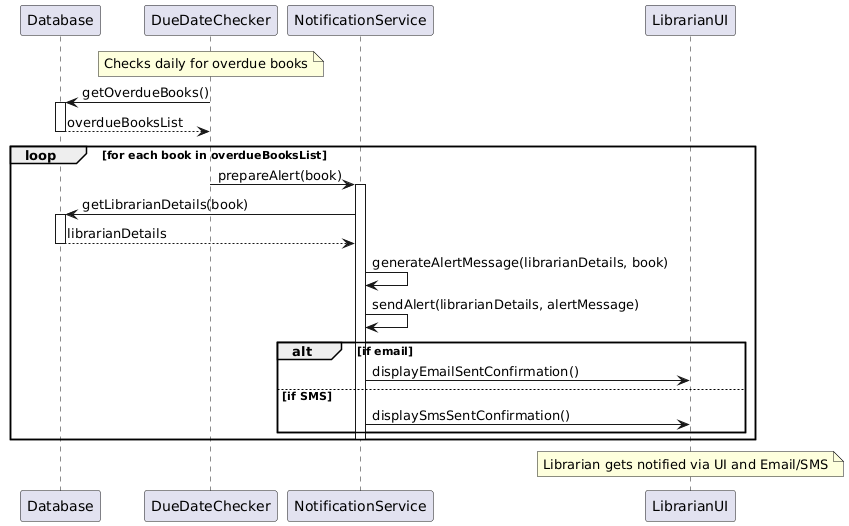 Database
DueDateChecker
NotificationService
LibrarianUI
Checks daily for overdue books
getOverdueBooks()
overdueBooksList
loop
[for each book in overdueBooksList]
prepareAlert(book)
getLibrarianDetails(book)
librarianDetails
generateAlertMessage(librarianDetails, book)
sendAlert(librarianDetails, alertMessage)
alt
[if email]
displayEmailSentConfirmation()
[if SMS]
displaySmsSentConfirmation()
Librarian gets notified via UI and Email/SMS
Database
DueDateChecker
NotificationService
LibrarianUI